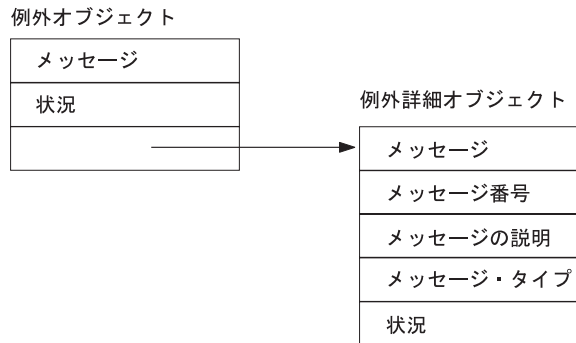 例外オブジェクト
メッセージ
状況
例外詳細オブジェクト
メッセージ
メッセージ番号
メッセージの説明
メッセージ・タイプ
状況